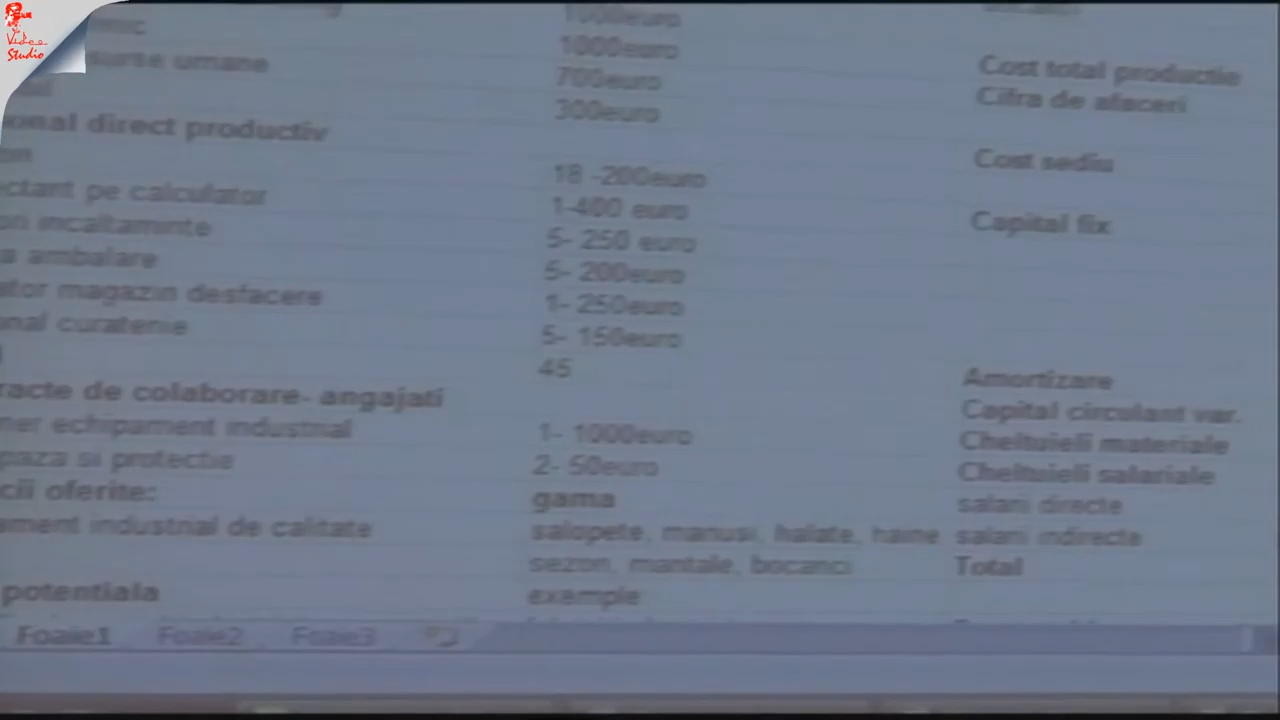 Video
Studio
1000euro
1000euro
urse umane 700euro Cost total productie
300euro Cifra de afaceri
onal direct productiv
on 18 -200euro Cost sediu
ectant pe calculator 1-400 euro
on incaltaminte 5- 250 euro Capital fix
a ambalare 5- 200euro
ator magazin desfacere 1- 250euro
onal curatenie 5- 150euro
45 Amortizare
racte de colaborare- angajati Capital circulant var.
ner echipament industrial 1- 1000euro Cheltuieli materiale
paza si protectie 2- 50euro Cheltuieli salariale
cii oferite: gama salarii directe
ament industrial de calitate salopete, manusi, halate, haine salarii indirecte
sezon, mantale, bocanci Total
potentiala example
Foaie1 Foaie2 Foaie3